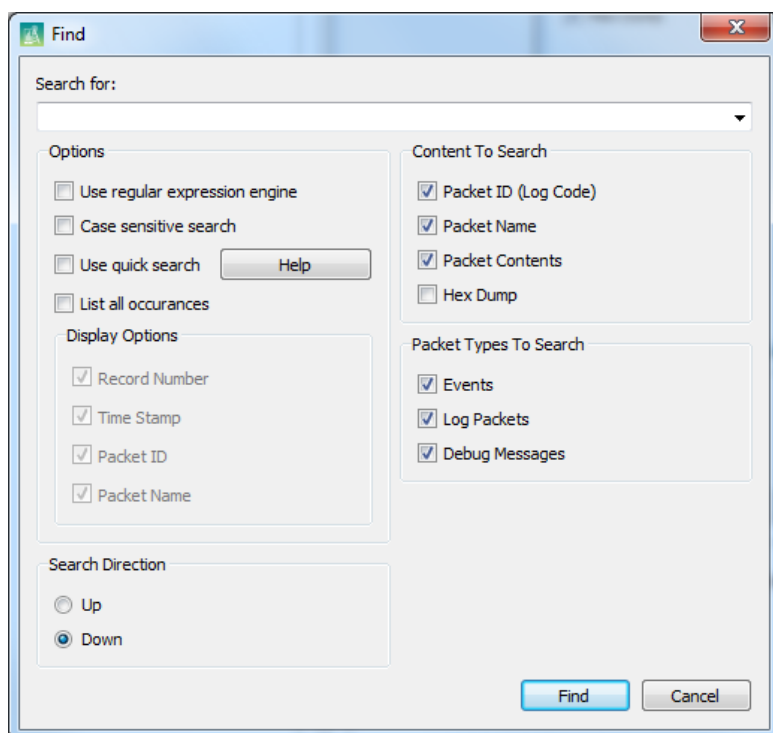 Find
Search for:
Options
Use regular expression engine
Case sensitive search
Use quick search
Help
List all occurances
Display Options
Record Number
Time Stamp
Packet ID
Packet Name
Search Direction
Up
Down
Content To Search
Packet ID (Log Code)
Packet Name
Packet Contents
Hex Dump
Packet Types To Search
Events
Log Packets
Debug Messages
Find
Cancel